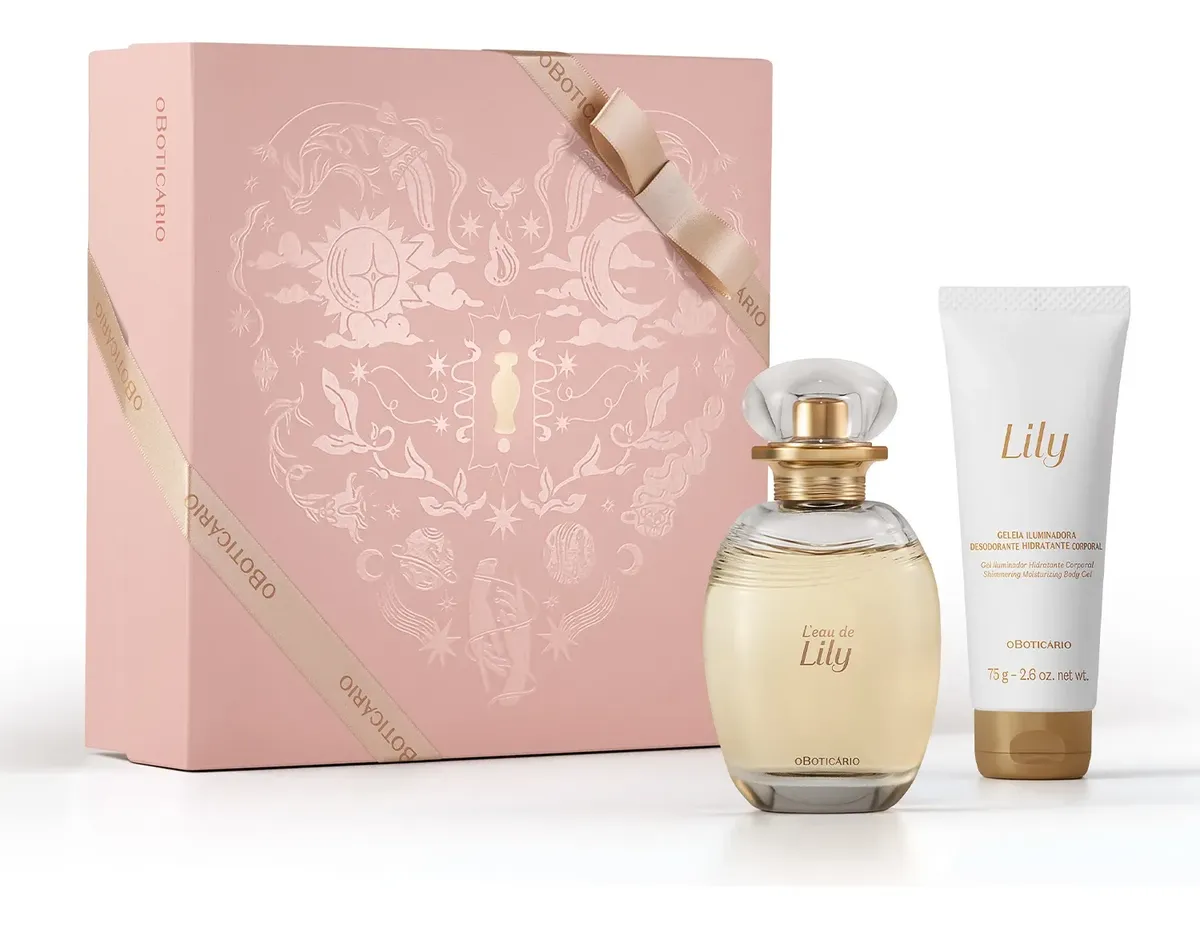 oBOTICÁRIO
oBOTICÁRIO
oBOTICÁRIO
oBOTICÁRIO
L'eau de
Lily
oBOTICÁRIO
Lily
GELEIA ILUMINADORA
DESODORANTE HIDRATANTE CORPORAL
Gel Iluminador Hidratante Corporal
Shimmering Moisturizing Body Gel
oBOTICÁRIO
75 g - 2.6 oz. net wt.